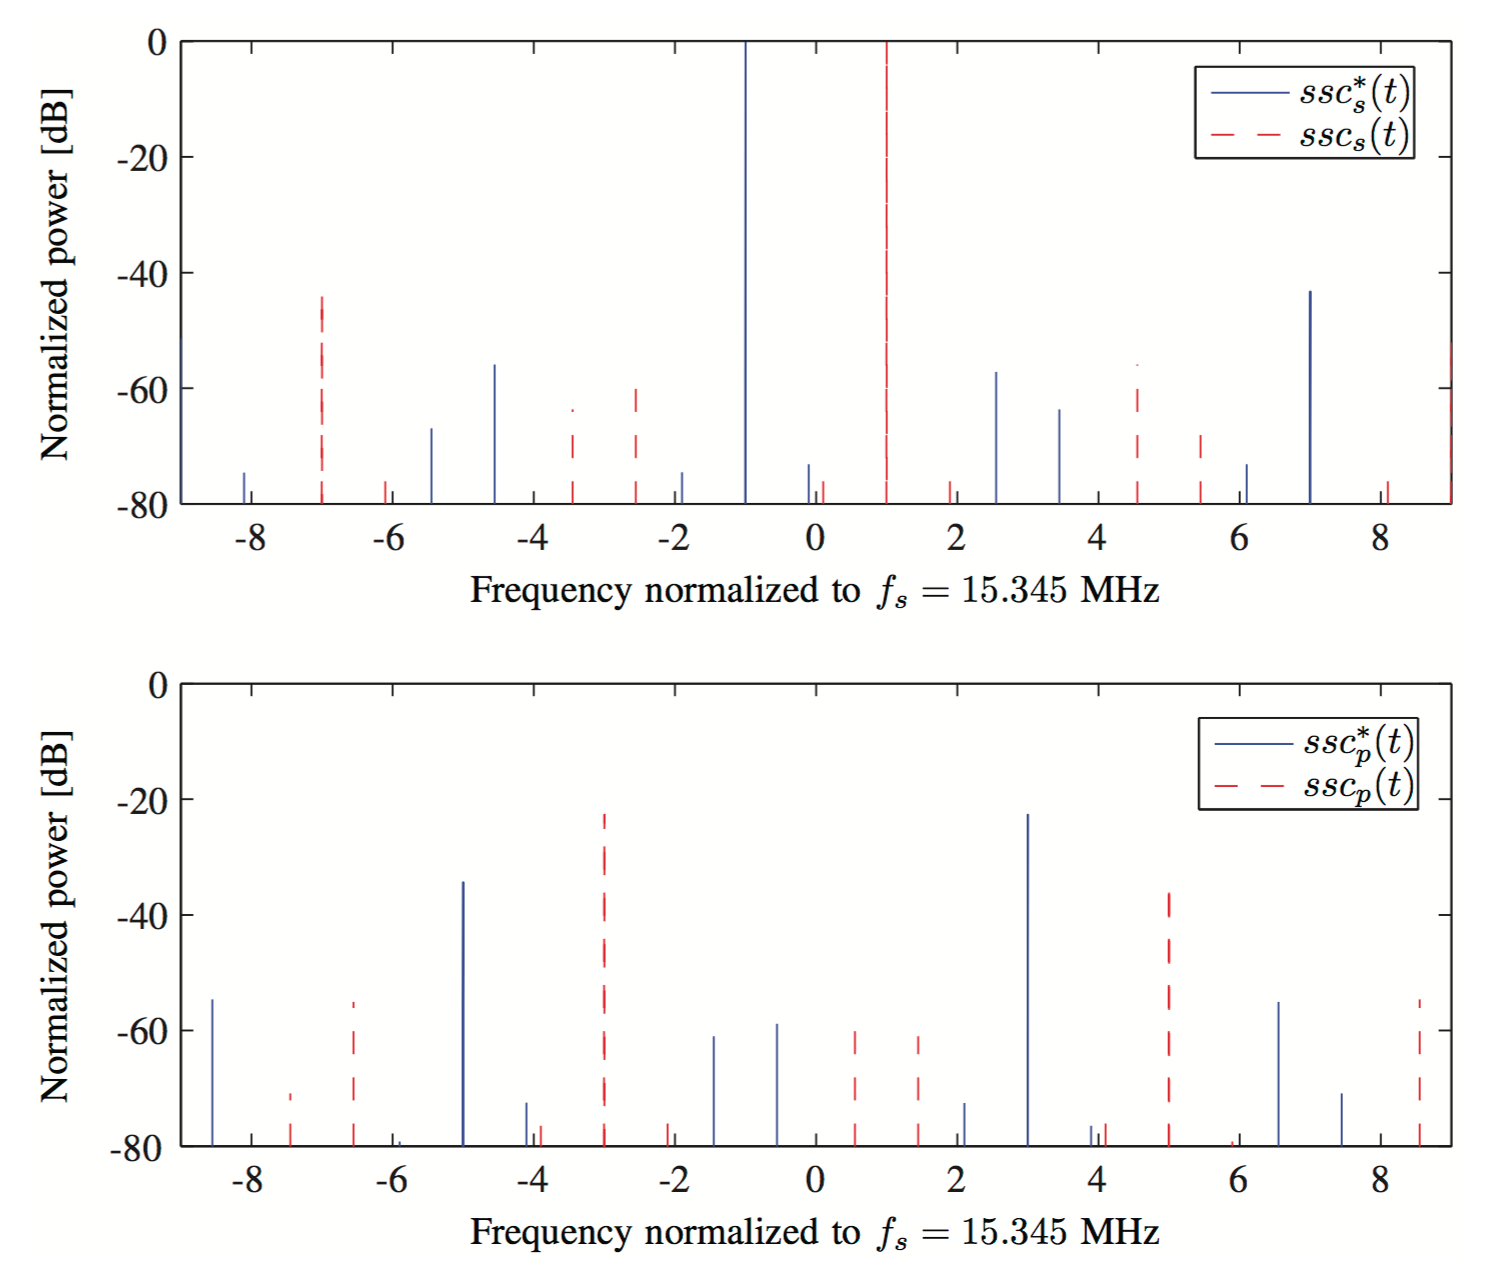 Normalized power [dB]
0
-20
-40
-60
-80
ssc*s(t)
sscs(t)
-8 -6 -4 -2 0 2 4 6 8
Frequency normalized to fs = 15.345 MHz
Normalized power [dB]
0
-20
-40
-60
-80
ssc*p(t)
sscp(t)
-8 -6 -4 -2 0 2 4 6 8
Frequency normalized to fs = 15.345 MHz